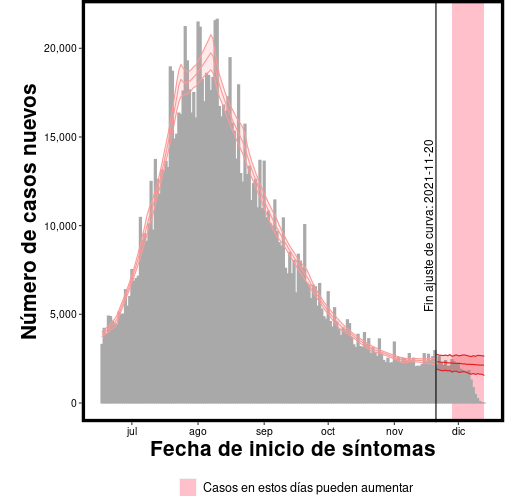 Número de casos nuevos
20,000
15,000
10,000
5,000
0
Fin ajuste de curva: 2021-11-20
jul ago sep oct nov dic
Fecha de inicio de síntomas
Casos en estos días pueden aumentar